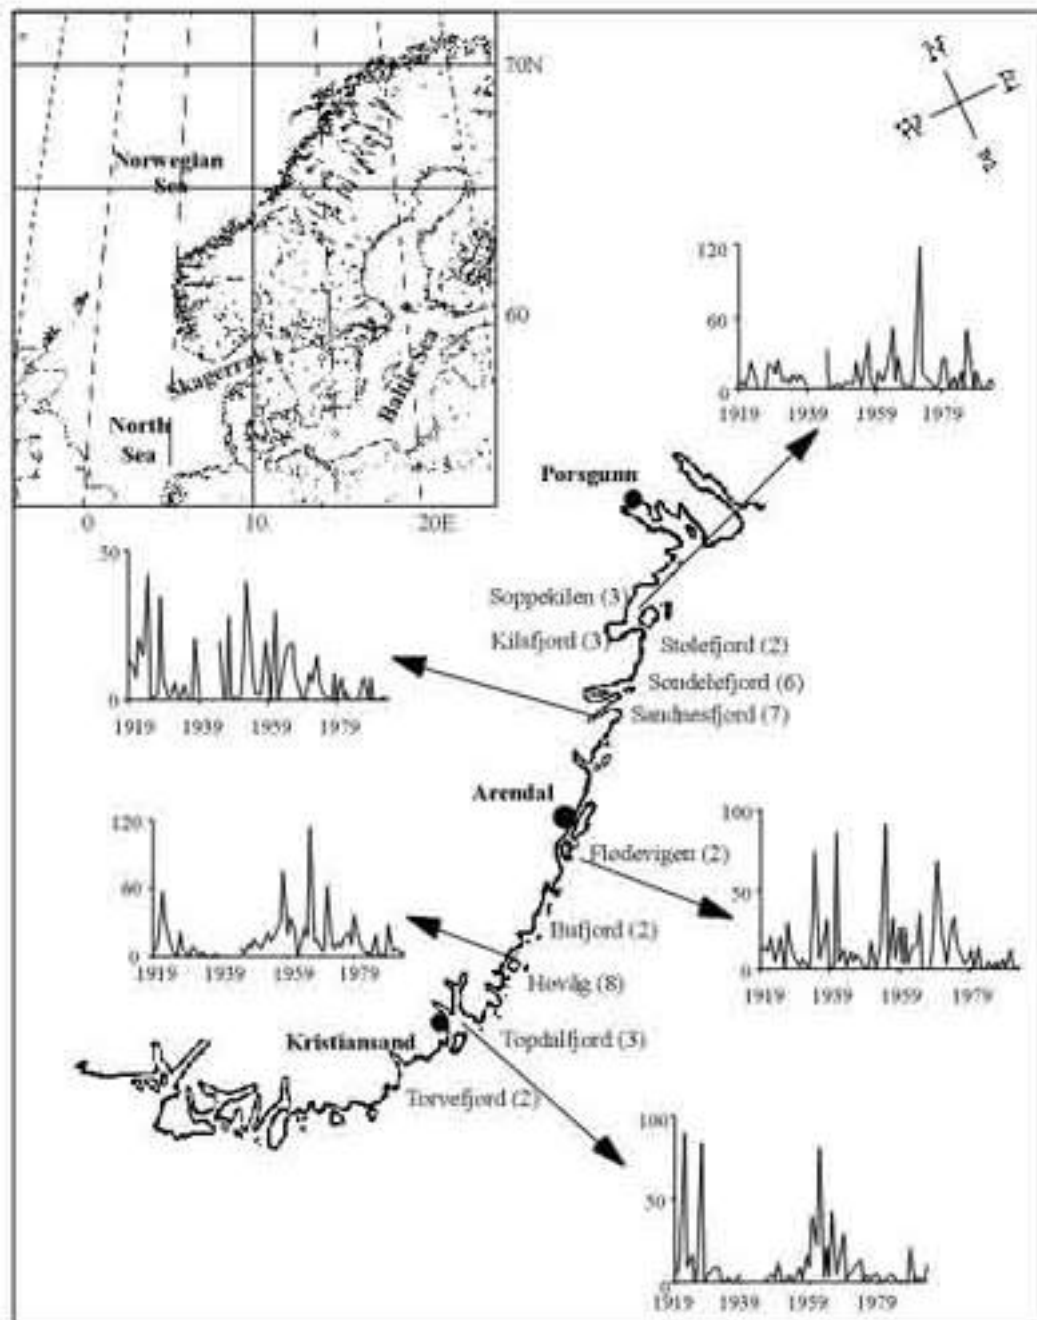 70N
Norwegian
Sea
60
Skagerrak
Baltic Sea
North
Sea
0
10
20E
N
E
W
S
120
60
0
1919 1939 1959 1979
Porsgunn
Soppekilen (3)
Kilsfjord (3)
Stølefjord (2)
Søndelefjord (6)
Sandnesfjord (7)
50
0
1919 1939 1959 1979
Arendal
Flødevigen (2)
120
60
0
1919 1939 1959 1979
100
50
0
1919 1939 1959 1979
Bufjord (2)
Høvåg (8)
Kristiansand
Topdalfjord (3)
Torvefjord (2)
100
50
0
1919 1939 1959 1979